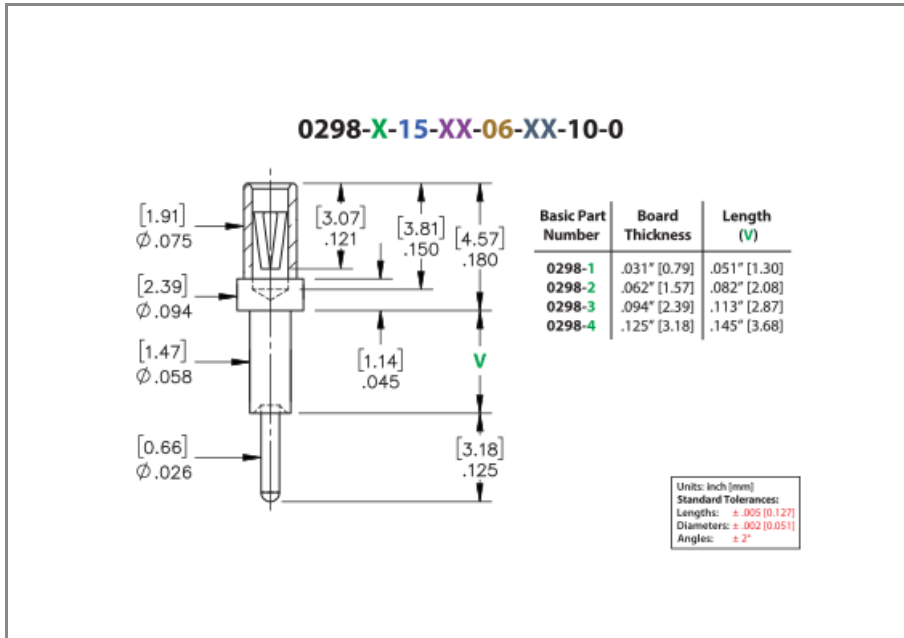 0298-X-15-XX-06-XX-10-0
[1.91]
Ø.075
[2.39]
Ø.094
[1.47]
Ø.058
[0.66]
Ø.026
[3.07]
.121
[3.81]
.150
[4.57]
.180
[1.14]
.045
V
[3.18]
.125
Basic Part Board Length
Number Thickness (V)
0298-1 .031" [0.79] .051" [1.30]
0298-2 .062" [1.57] .082" [2.08]
0298-3 .094" [2.39] .113" [2.87]
0298-4 .125" [3.18] .145" [3.68]
Units: inch [mm]
Standard Tolerances:
Lengths: ± .005 [0.127]
Diameters: ± .002 [0.051]
Angles: ± 2°